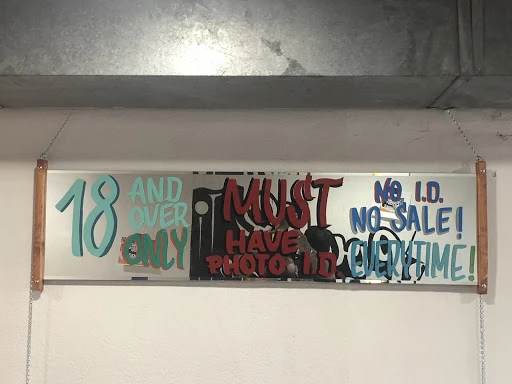 18 AND
OVER
ONLY
MUST
HAVE
PHOTO I.D.
NO I.D.
NO SALE!
EVERYTIME!